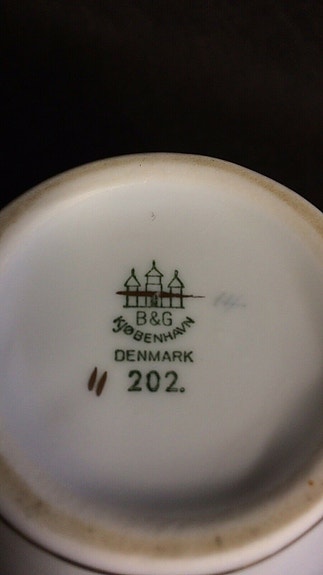 B&G
KJØBENHAVN
DENMARK
202.